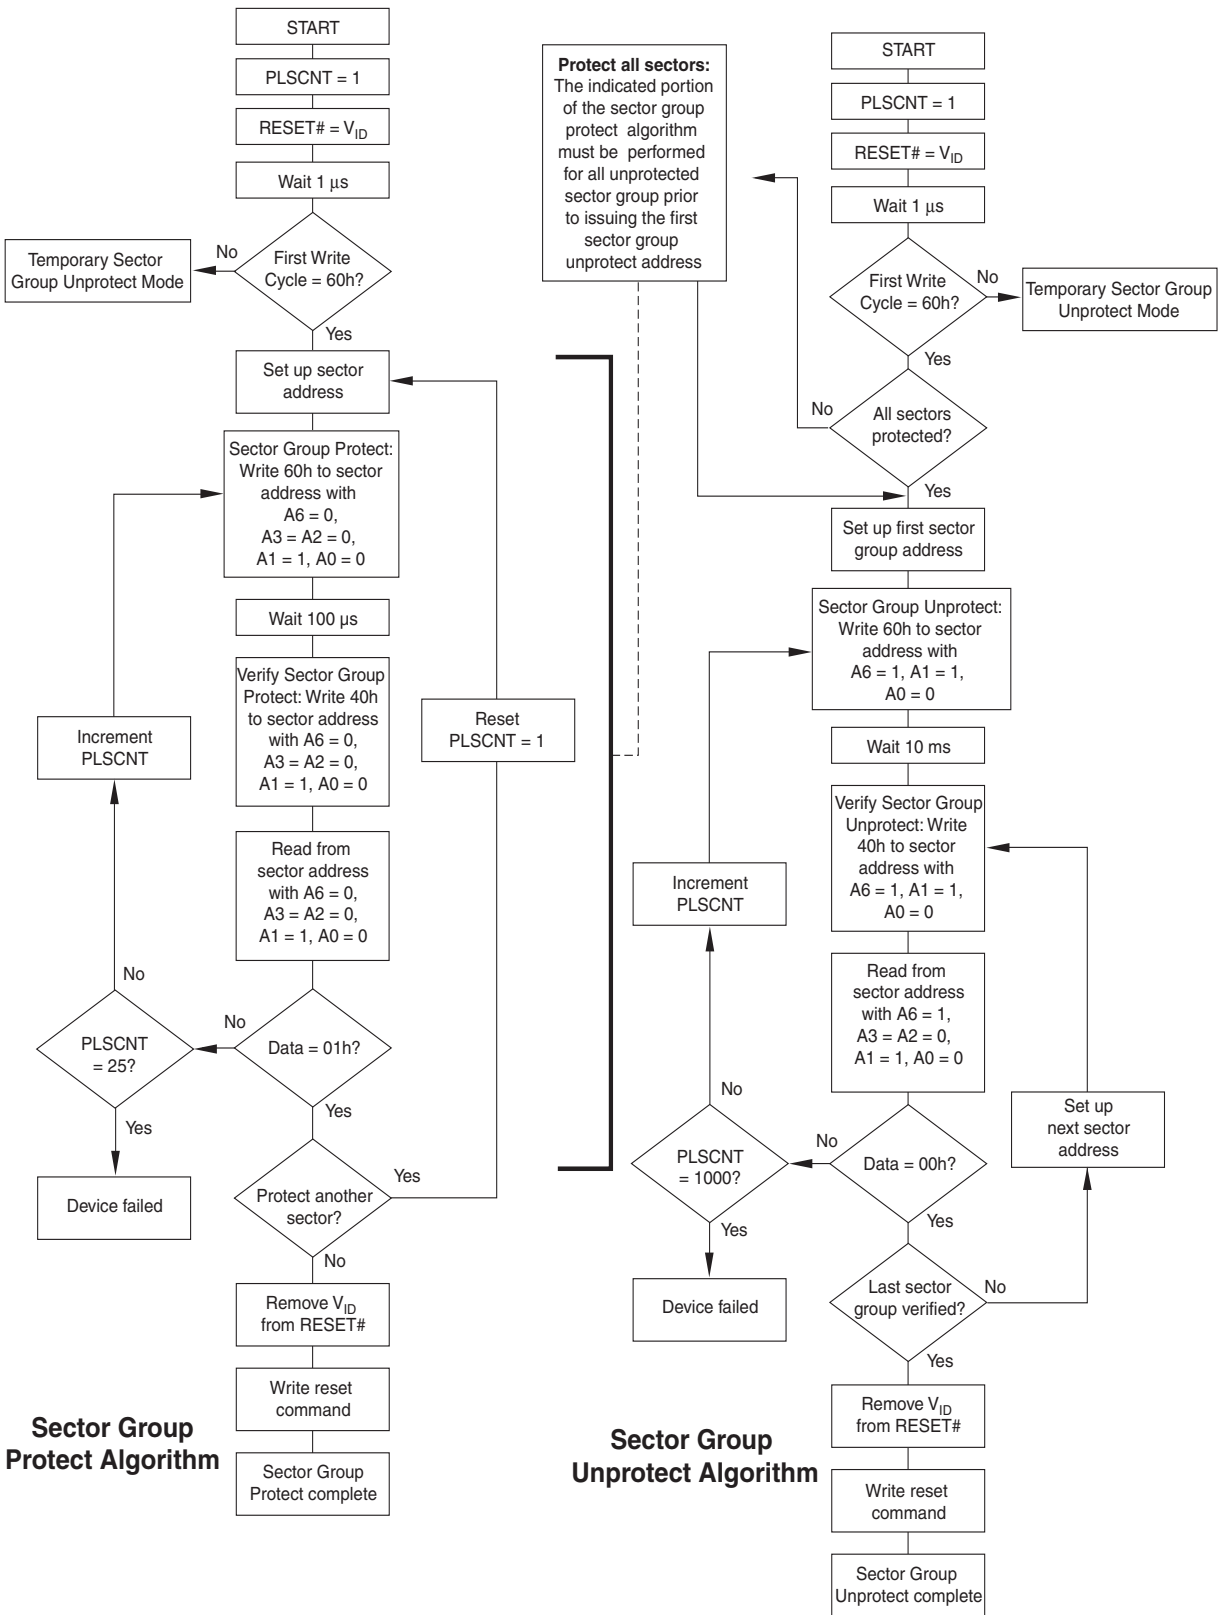 START
PLSCNT = 1
RESET# = VID
Wait 1 μs
First Write
Cycle = 60h?
No
Temporary Sector
Group Unprotect Mode
Yes
Set up sector
address
Sector Group Protect:
Write 60h to sector
address with
A6 = 0,
A3 = A2 = 0,
A1 = 1, A0 = 0
Wait 100 µs
Verify Sector Group
Protect: Write 40h
to sector address
with A6 = 0,
A3 = A2 = 0,
A1 = 1, A0 = 0
Increment
PLSCNT
Reset
PLSCNT = 1
Read from
sector address
with A6 = 0,
A3 = A2 = 0,
A1 = 1, A0 = 0
No
PLSCNT
= 25?
No
Data = 01h?
Yes
Yes
Device failed
Protect another
sector?
Yes
No
Remove VID
from RESET#
Write reset
command
Sector Group
Protect complete
Sector Group
Protect Algorithm
Protect all sectors:
The indicated portion
of the sector group
protect algorithm
must be performed
for all unprotected
sector group prior
to issuing the first
sector group
unprotect address
START
PLSCNT = 1
RESET# = VID
Wait 1 μs
First Write
Cycle = 60h?
No
Temporary Sector Group
Unprotect Mode
Yes
No
All sectors
protected?
Yes
Set up first sector
group address
Sector Group Unprotect:
Write 60h to sector
address with
A6 = 1, A1 = 1,
A0 = 0
Wait 10 ms
Verify Sector Group
Unprotect: Write
40h to sector
address with
A6 = 1, A1 = 1,
A0 = 0
Increment
PLSCNT
Read from
sector address
with A6 = 1,
A3 = A2 = 0,
A1 = 1, A0 = 0
No
PLSCNT
= 1000?
No
Data = 00h?
Set up
next sector
address
Yes
Yes
Device failed
Last sector
group verified?
No
Yes
Remove VID
from RESET#
Write reset
command
Sector Group
Unprotect complete
Sector Group
Unprotect Algorithm